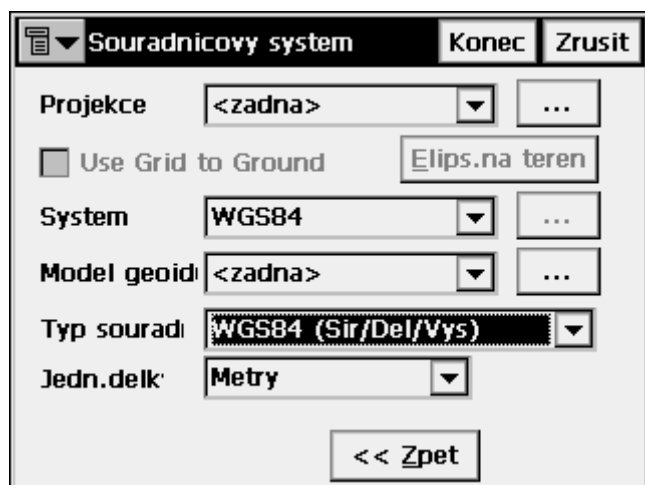 Souradnicovy system Konec Zrusit
Projekce <zadna> ...
Use Grid to Ground Elips.na teren
System WGS84 ...
Model geoid <zadna> ...
Typ souradi WGS84 (Sir/Del/Vys)
Jedn.delk Metry
<< Zpet